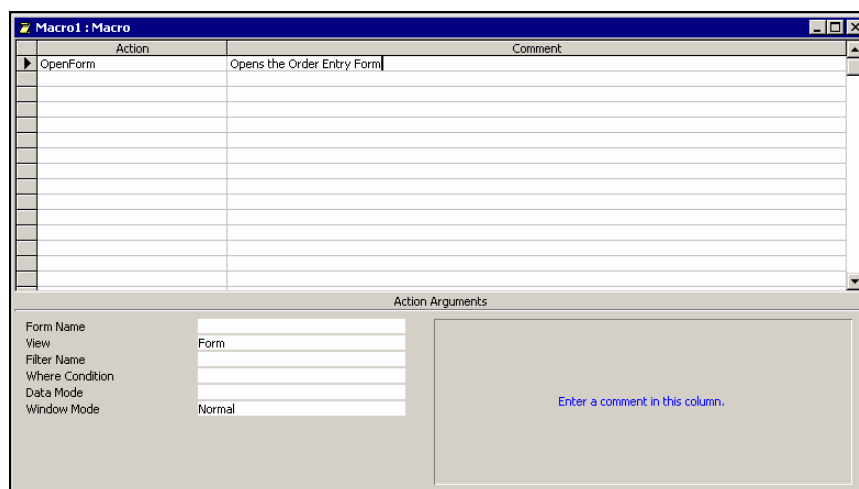 Macro1 : Macro
Action Comment
OpenForm Opens the Order Entry Form
Action Arguments
Form Name
View Form
Filter Name
Where Condition
Data Mode
Window Mode Normal
Enter a comment in this column.